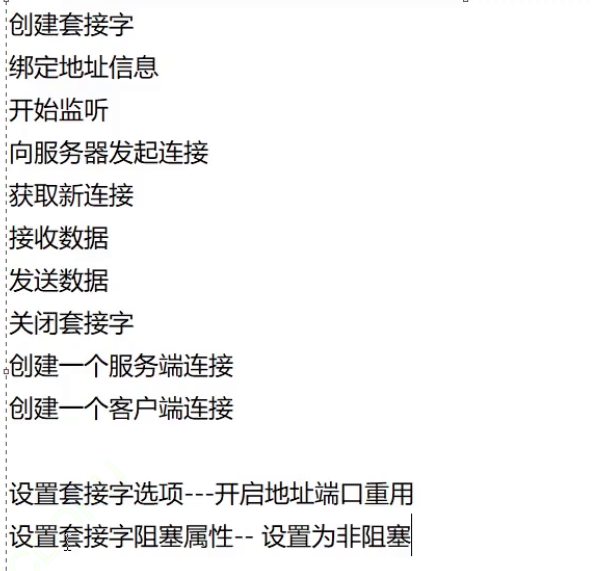 创建套接字
绑定地址信息
开始监听
向服务器发起连接
获取新连接
接收数据
发送数据
关闭套接字
创建一个服务端连接
创建一个客户端连接
设置套接字选项---开启地址端口重用
设置套接字阻塞属性-- 设置为非阻塞